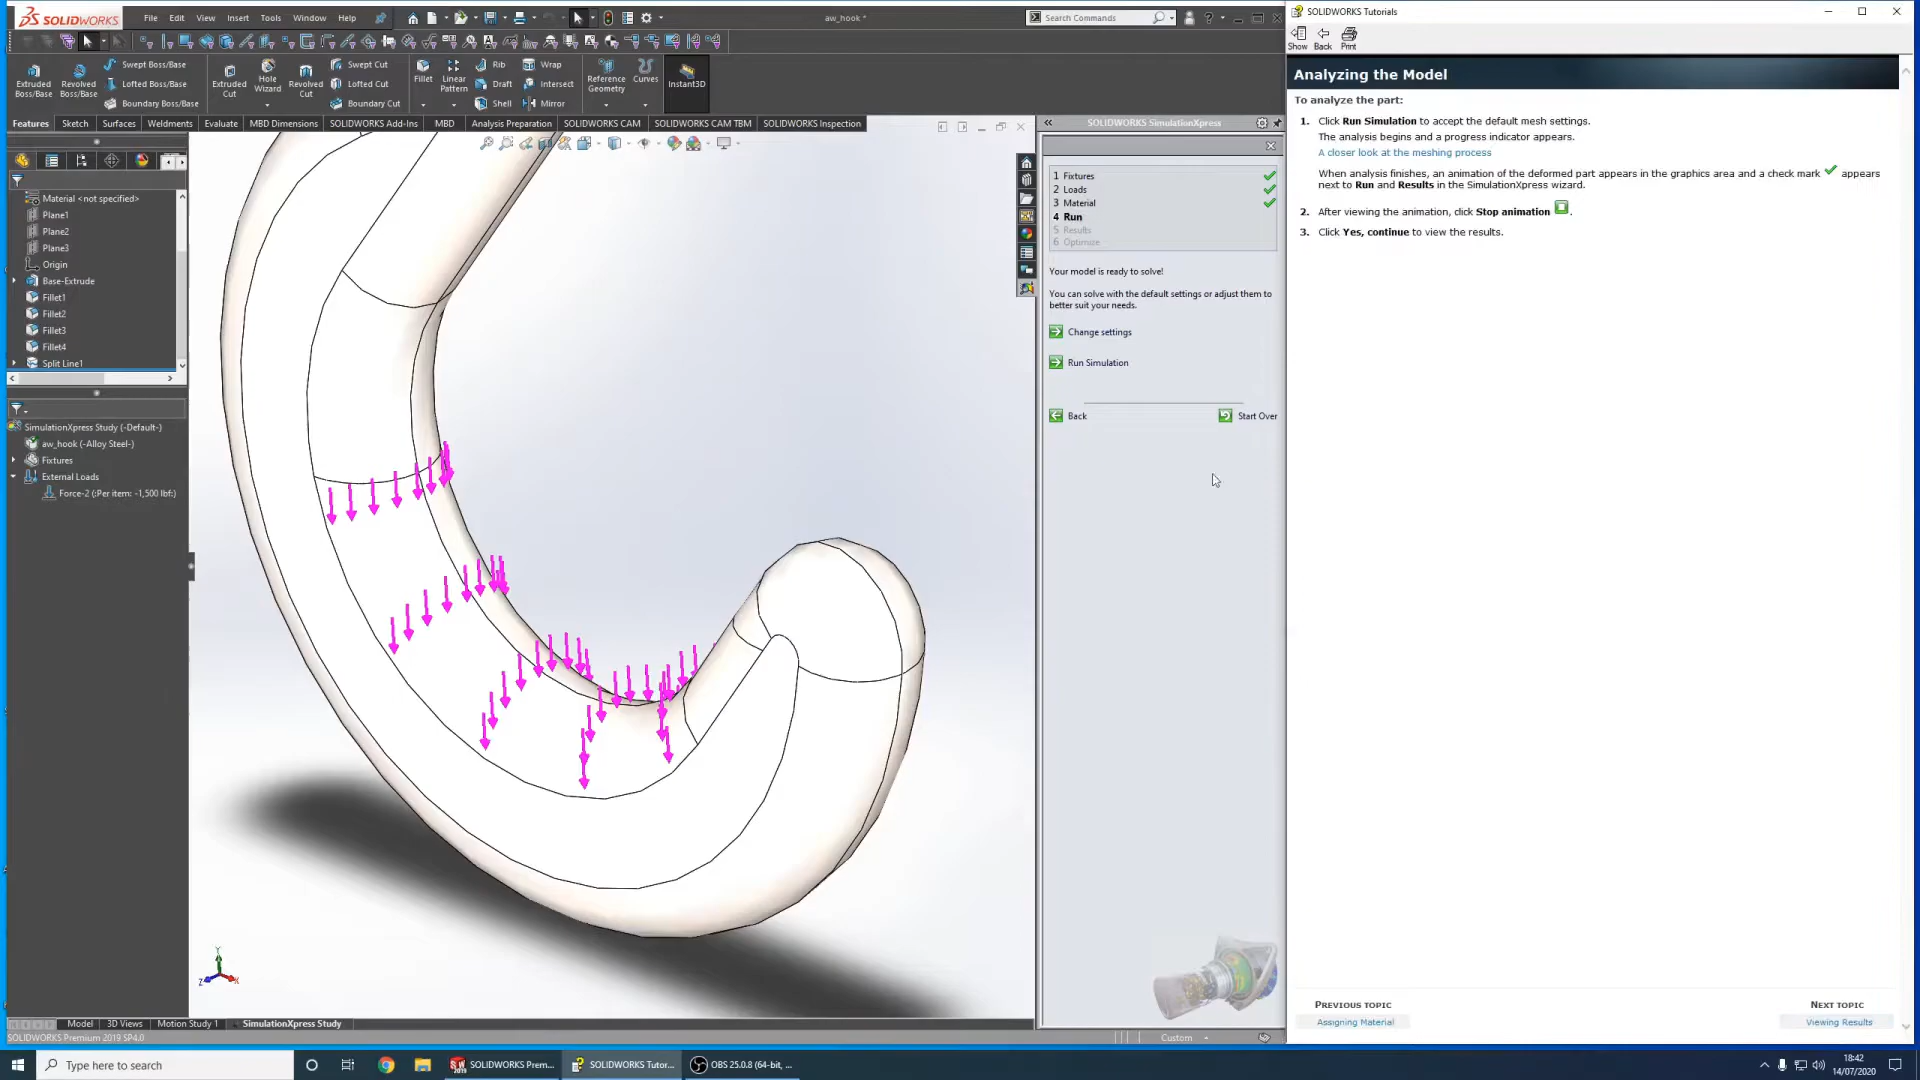 SOLIDWORKS File Edit View Insert Tools Window Help aw_hook * Search Commands
Extruded Boss/Base
Revolved Boss/Base
Swept Boss/Base
Lofted Boss/Base
Boundary Boss/Base
Extruded Cut
Hole Wizard
Revolved Cut
Swept Cut
Lofted Cut
Boundary Cut
Fillet
Linear Pattern
Rib
Draft
Shell
Wrap
Intersect
Mirror
Reference Geometry
Curves
Instant3D
Features Sketch Surfaces Weldments Evaluate MBD Dimensions SOLIDWORKS Add-Ins MBD Analysis Preparation SOLIDWORKS CAM SOLIDWORKS CAM TBM SOLIDWORKS Inspection
Material <not specified>
Plane1
Plane2
Plane3
Origin
Base-Extrude
Fillet1
Fillet2
Fillet3
Fillet4
Split Line1
SimulationXpress Study (-Default-)
aw_hook (-Alloy Steel-)
Fixtures
External Loads
Force-2 (:Per item: -1,500 lbf:)
Y
Z
X
Model 3D Views Motion Study 1 SimulationXpress Study
SOLIDWORKS Premium 2019 SP4.0
Custom
SOLIDWORKS SimulationXpress
1 Fixtures
2 Loads
3 Material
4 Run
5 Results
6 Optimize
Your model is ready to solve!
You can solve with the default settings or adjust them to
better suit your needs.
Change settings
Run Simulation
Back Start Over
SOLIDWORKS Tutorials
Show Back Print
Analyzing the Model
To analyze the part:
1. Click Run Simulation to accept the default mesh settings.
The analysis begins and a progress indicator appears.
A closer look at the meshing process
When analysis finishes, an animation of the deformed part appears in the graphics area and a check mark appears
next to Run and Results in the SimulationXpress wizard.
2. After viewing the animation, click Stop animation .
3. Click Yes, continue to view the results.
PREVIOUS TOPIC
Assigning Material
NEXT TOPIC
Viewing Results
Type here to search
SOLIDWORKS Prem...
SOLIDWORKS Tutor...
OBS 25.0.8 (64-bit, ...
18:42
14/07/2020